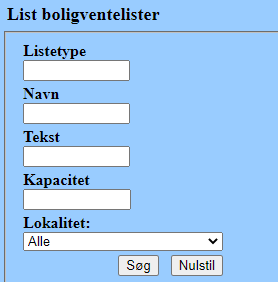 List boligventelister
Listetype
Navn
Tekst
Kapacitet
Lokalitet:
Alle
Søg Nulstil